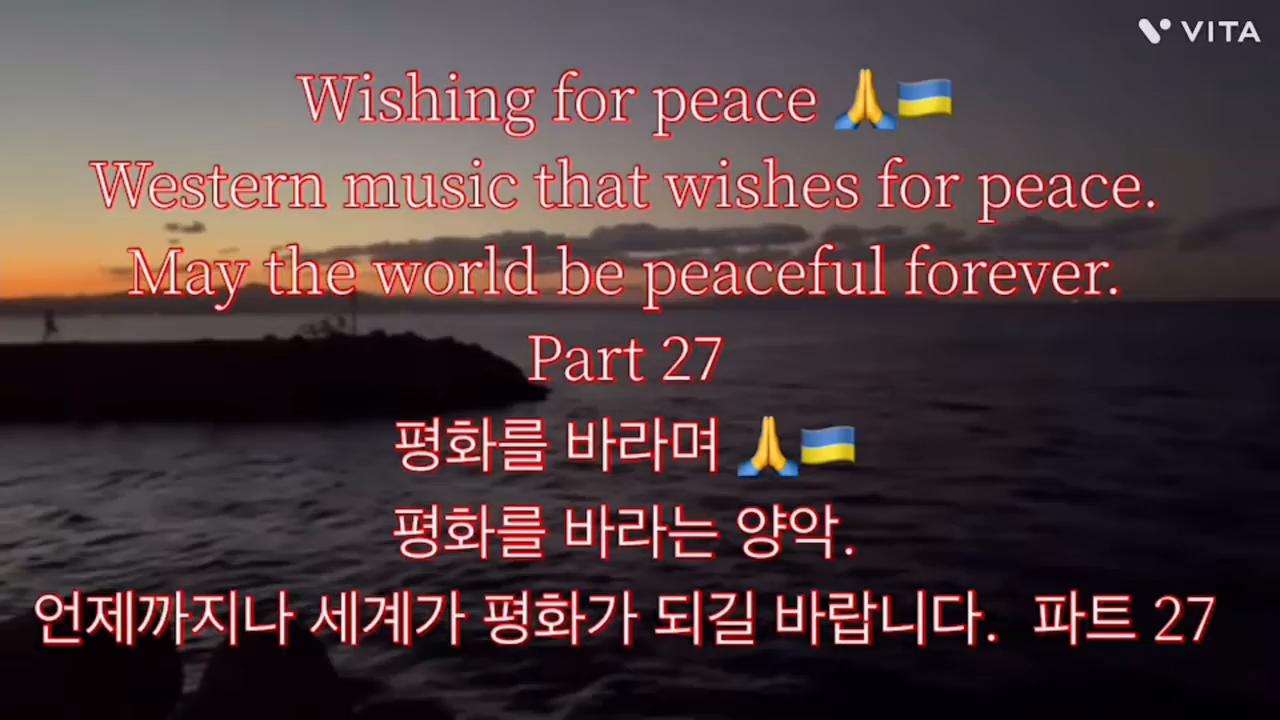 VITA
Wishing for peace 🙏🇺🇦
Western music that wishes for peace.
May the world be peaceful forever.
Part 27
평화를 바라며 🙏🇺🇦
평화를 바라는 양악.
언제까지나 세계가 평화가 되길 바랍니다. 파트 27